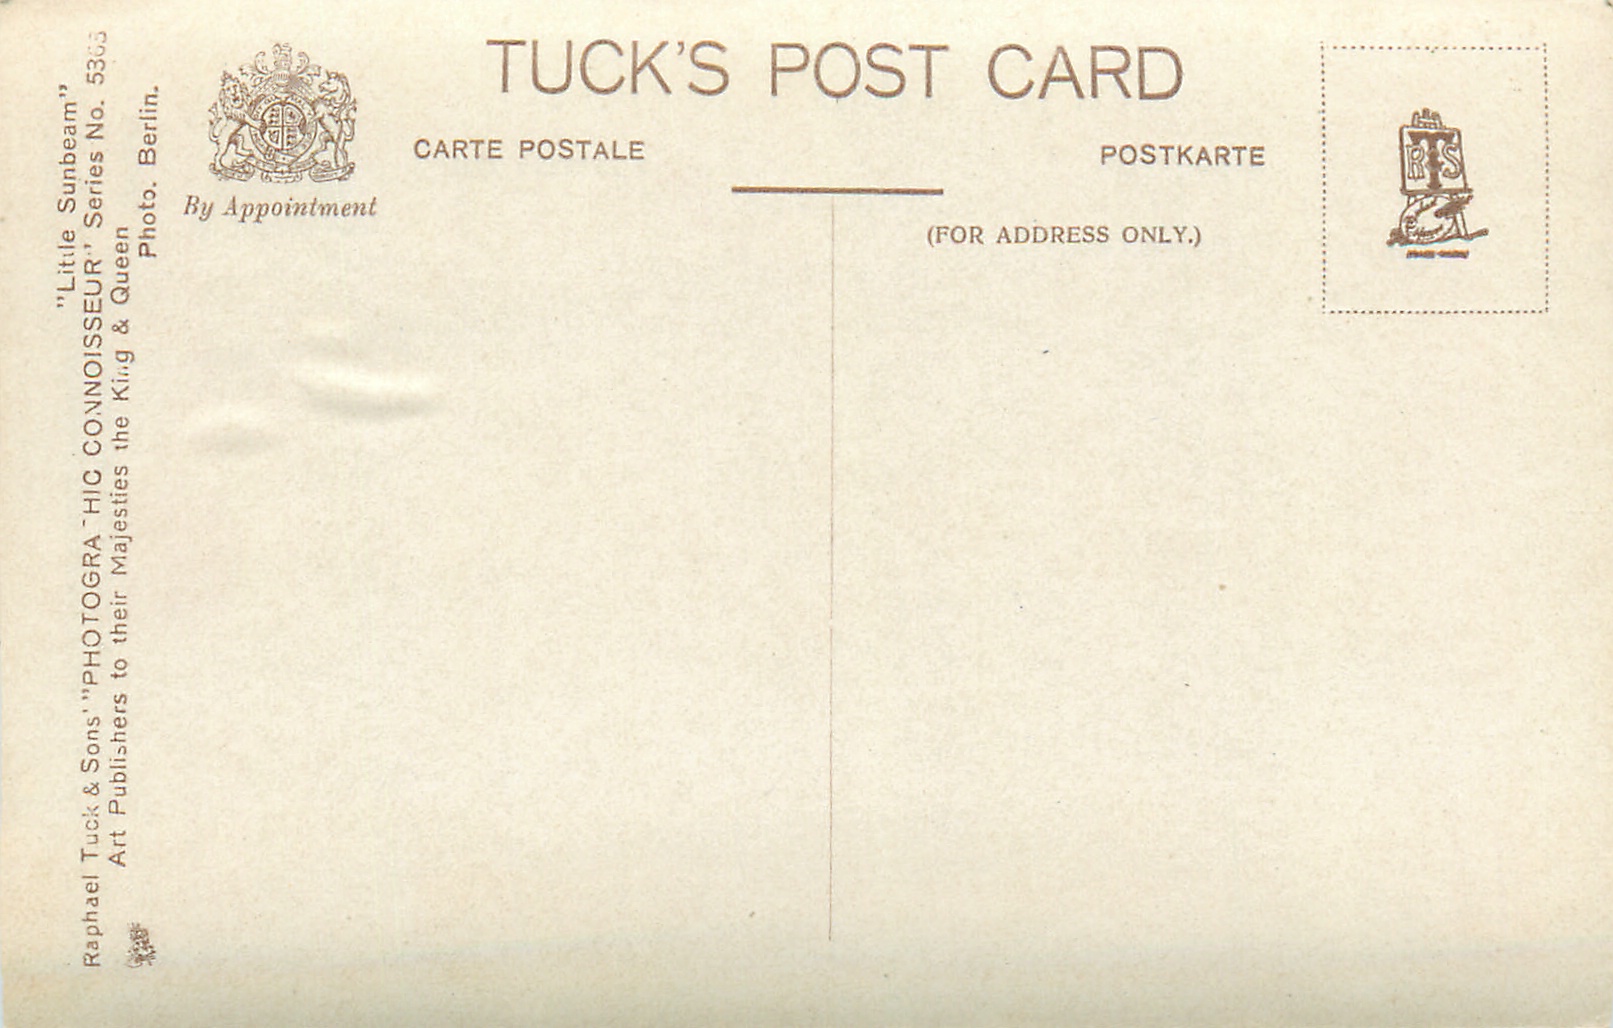 TUCK'S POST CARD
CARTE POSTALE
POSTKARTE
By Appointment
(FOR ADDRESS ONLY.)
RTS
"Little Sunbeam"
Raphael Tuck & Sons' "PHOTOGRA HIC CONNOISSEUR" Series No.
Art Publishers to their Majesties the King & Queen
Photo. Berlin.